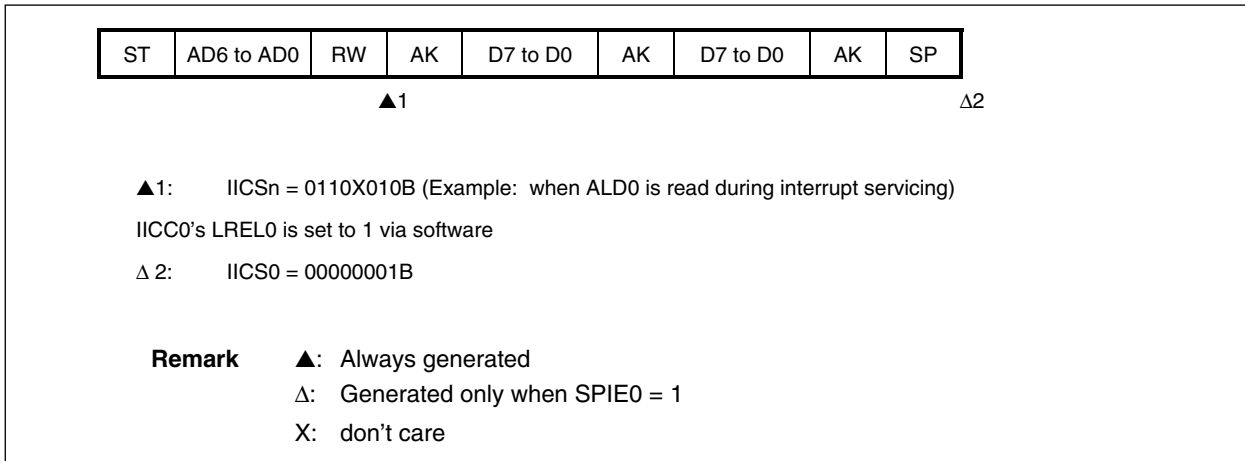 ST AD6 to AD0 RW AK D7 to D0 AK D7 to D0 AK SP
▲1 Δ2
▲1: IICSn = 0110X010B (Example: when ALD0 is read during interrupt servicing)
IICC0's LREL0 is set to 1 via software
Δ 2: IICS0 = 00000001B
Remark ▲: Always generated
Δ: Generated only when SPIE0 = 1
X: don't care